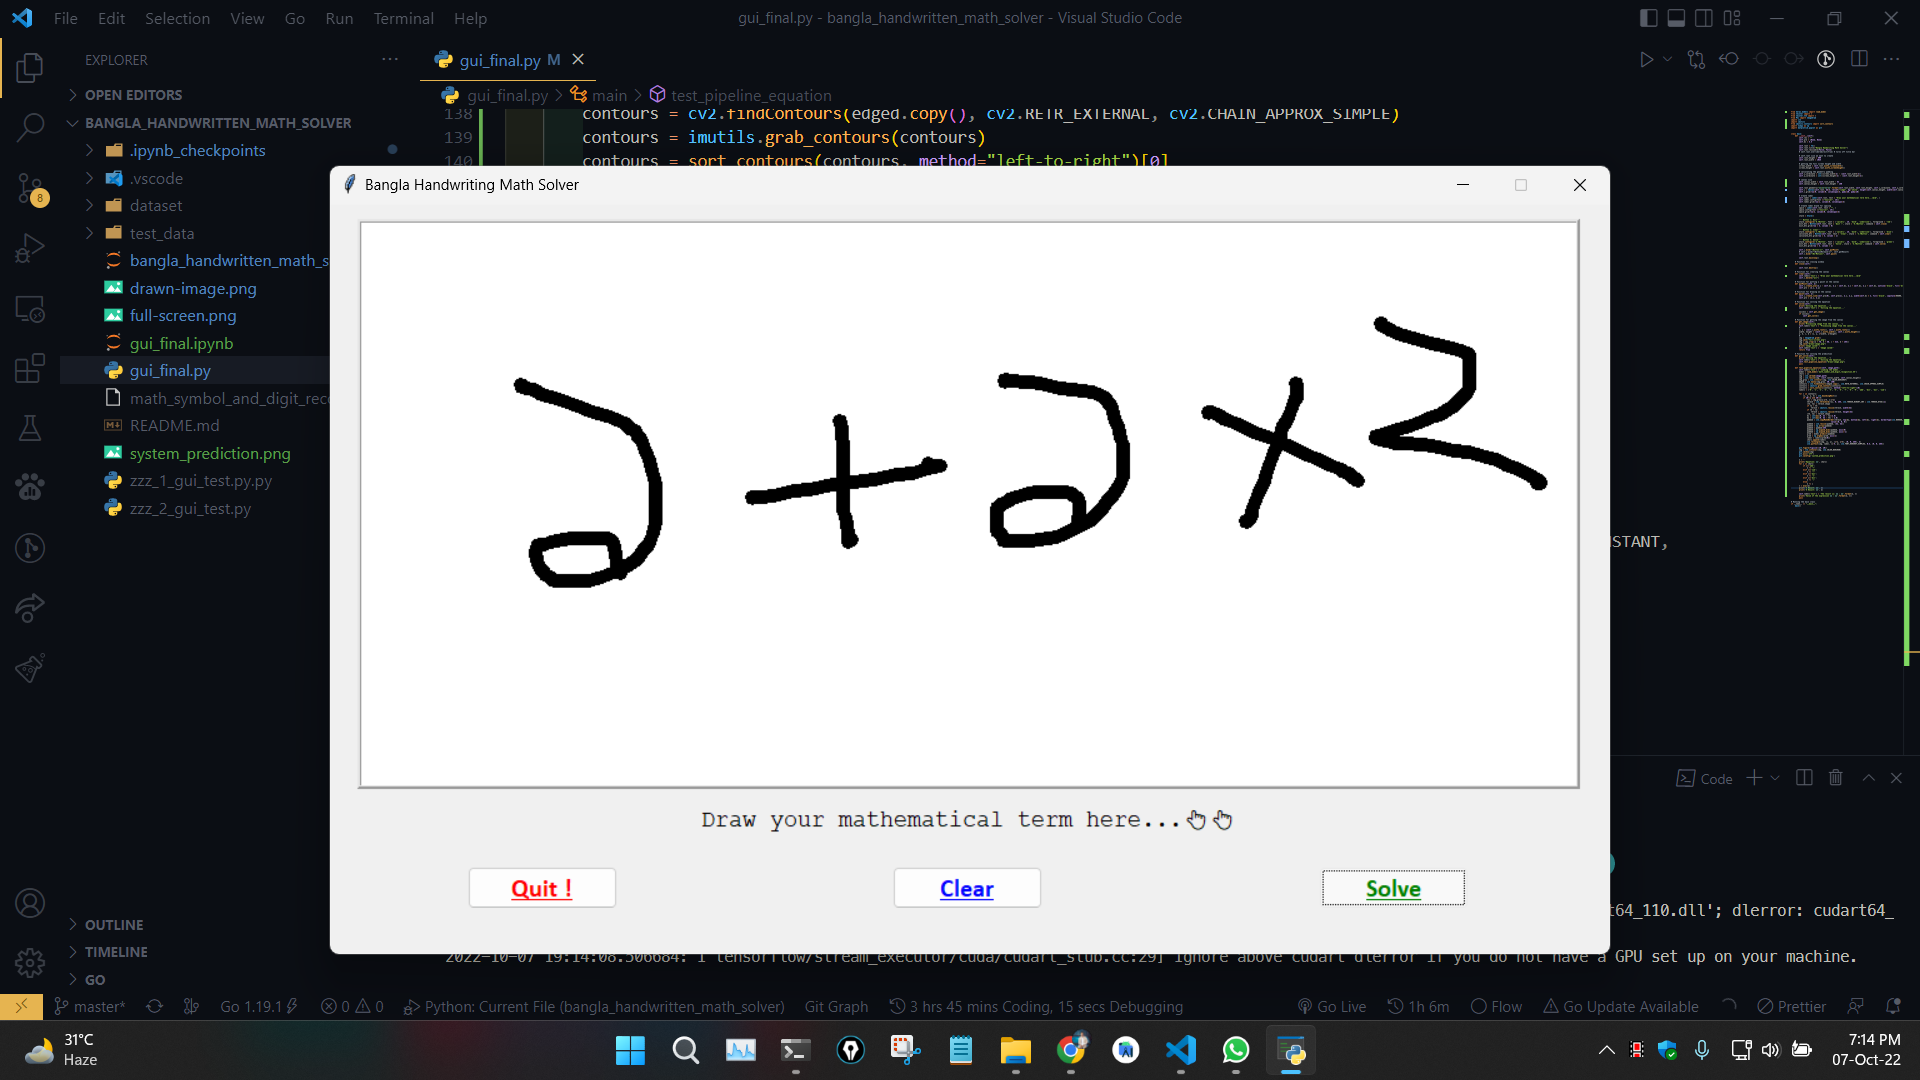 File Edit Selection View Go Run Terminal Help
gui_final.py - bangla_handwritten_math_solver - Visual Studio Code
EXPLORER
OPEN EDITORS
BANGLA_HANDWRITTEN_MATH_SOLVER
.ipynb_checkpoints
.vscode
dataset
test_data
bangla_handwritten_math_s
drawn-image.png
full-screen.png
gui_final.ipynb
gui_final.py
math_symbol_and_digit_rec
README.md
system_prediction.png
zzz_1_gui_test.py.py
zzz_2_gui_test.py
OUTLINE
TIMELINE
GO
8
gui_final.py M
gui_final.py > main > test_pipeline_equation
138 contours = cv2.findContours(edged.copy(), cv2.RETR_EXTERNAL, cv2.CHAIN_APPROX_SIMPLE)
139 contours = imutils.grab_contours(contours)
140 contours = sort_contours(contours, method="left-to-right")[0]
STANT,
Bangla Handwriting Math Solver
১+১×২
Draw your mathematical term here...
Quit !
Clear
Solve
Code
t64_110.dll'; dlerror: cudart64_
2022-10-07 19:14:08.506684: I tensorflow/stream_executor/cuda/cudart_stub.cc:29] Ignore above cudart dlerror if you do not have a GPU set up on your machine.
master* Go 1.19.1 0 0 Python: Current File (bangla_handwritten_math_solver) Git Graph 3 hrs 45 mins Coding, 15 secs Debugging Go Live 1h 6m Flow Go Update Available Prettier
31°C
Haze
7:14 PM
07-Oct-22